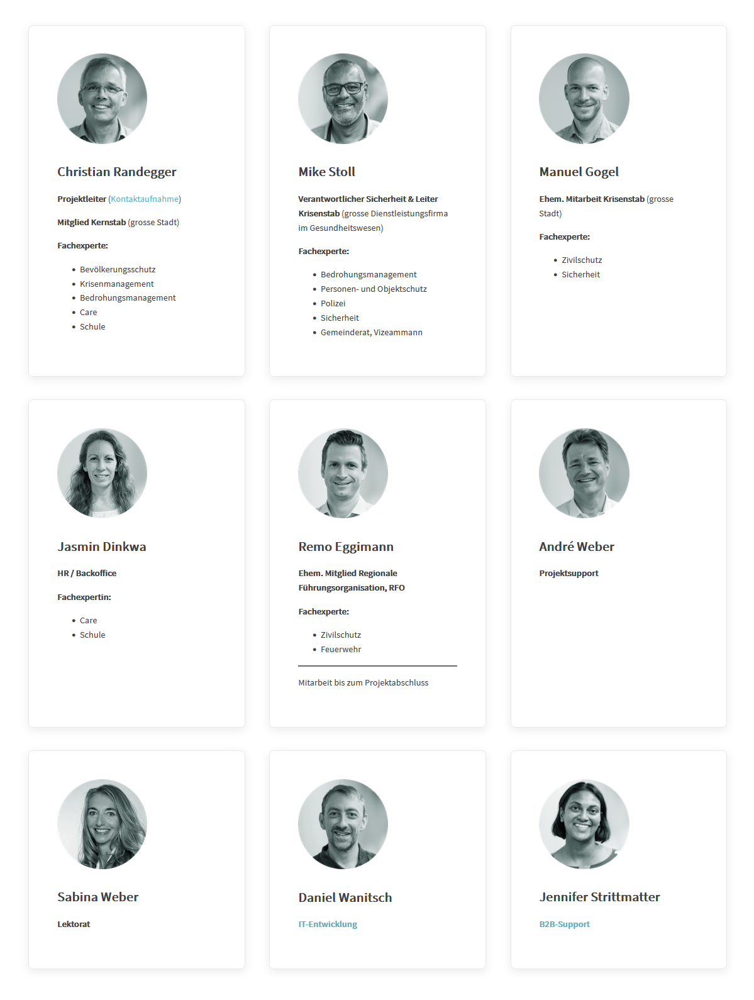 Christian Randegger
Projektleiter (Kontaktaufnahme)
Mitglied Kernstab (grosse Stadt)
Fachexperte:
• Bevölkerungsschutz
• Krisenmanagement
• Bedrohungsmanagement
• Care
• Schule
Mike Stoll
Verantwortlicher Sicherheit & Leiter
Krisenstab (grosse Dienstleistungsfirma
im Gesundheitswesen)
Fachexperte:
• Bedrohungsmanagement
• Personen- und Objektschutz
• Polizei
• Sicherheit
• Gemeinderat, Vizeammann
Manuel Gogel
Ehem. Mitarbeit Krisenstab (grosse
Stadt)
Fachexperte:
• Zivilschutz
• Sicherheit
Jasmin Dinkwa
HR / Backoffice
Fachexpertin:
• Care
• Schule
Remo Eggimann
Ehem. Mitglied Regionale
Führungsorganisation, RFO
Fachexperte:
• Zivilschutz
• Feuerwehr
Mitarbeit bis zum Projektabschluss
André Weber
Projektsupport
Sabina Weber
Lektorat
Daniel Wanitsch
IT-Entwicklung
Jennifer Strittmatter
B2B-Support